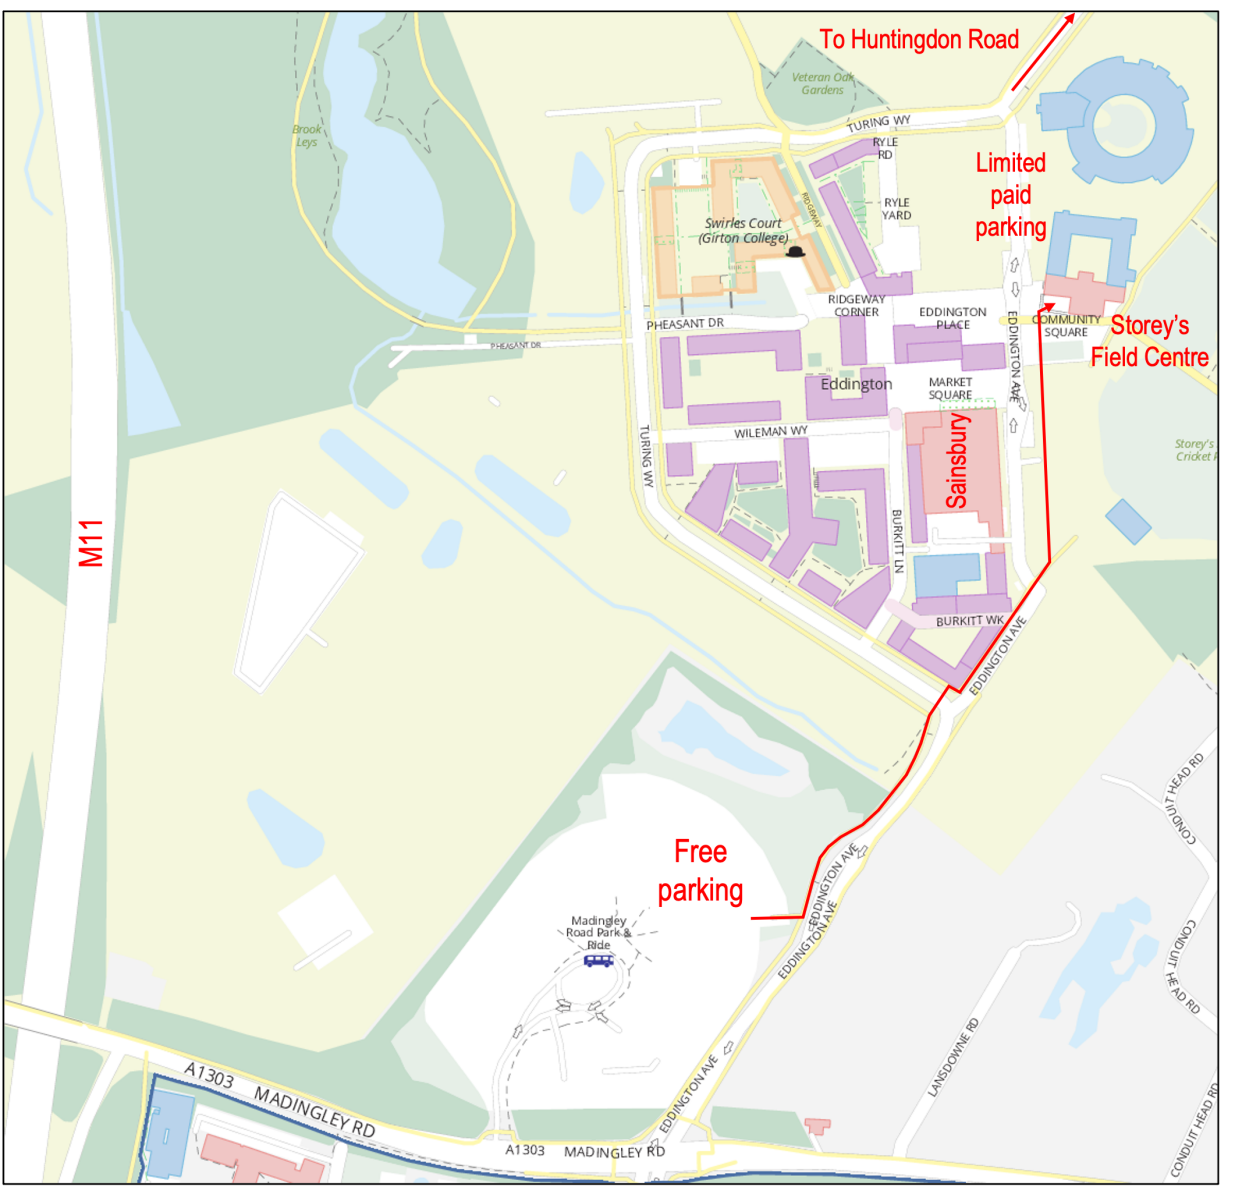 To Huntingdon Road
Veteran Oak
Gardens
TURING WY
Brook
Leys
RYLE
RD
Limited
paid
parking
RIDGEWAY
RYLE
YARD
Swirles Court
(Girton College)
RIDGEWAY
CORNER
EDDINGTON
PLACE
EDDINGTON AVE
COMMUNITY
SQUARE
Storey's
Field Centre
PHEASANT DR
PHEASANT DR
Eddington
MARKET
SQUARE
TURING WY
WILEMAN WY
Sainsbury
Storey's
Cricket
M11
BURKITT LN
BURKITT WK
EDDINGTON AVE
CONDUIT HEAD RD
CONDUIT HEAD RD
Free
parking
EDDINGTON AVE
EDDINGTON AVE
Madingley
Road Park &
Ride
LANSDOWNE RD
EDDINGTON AVE
CONDUIT HEAD RD
A1303
MADINGLEY RD
A1303
MADINGLEY RD